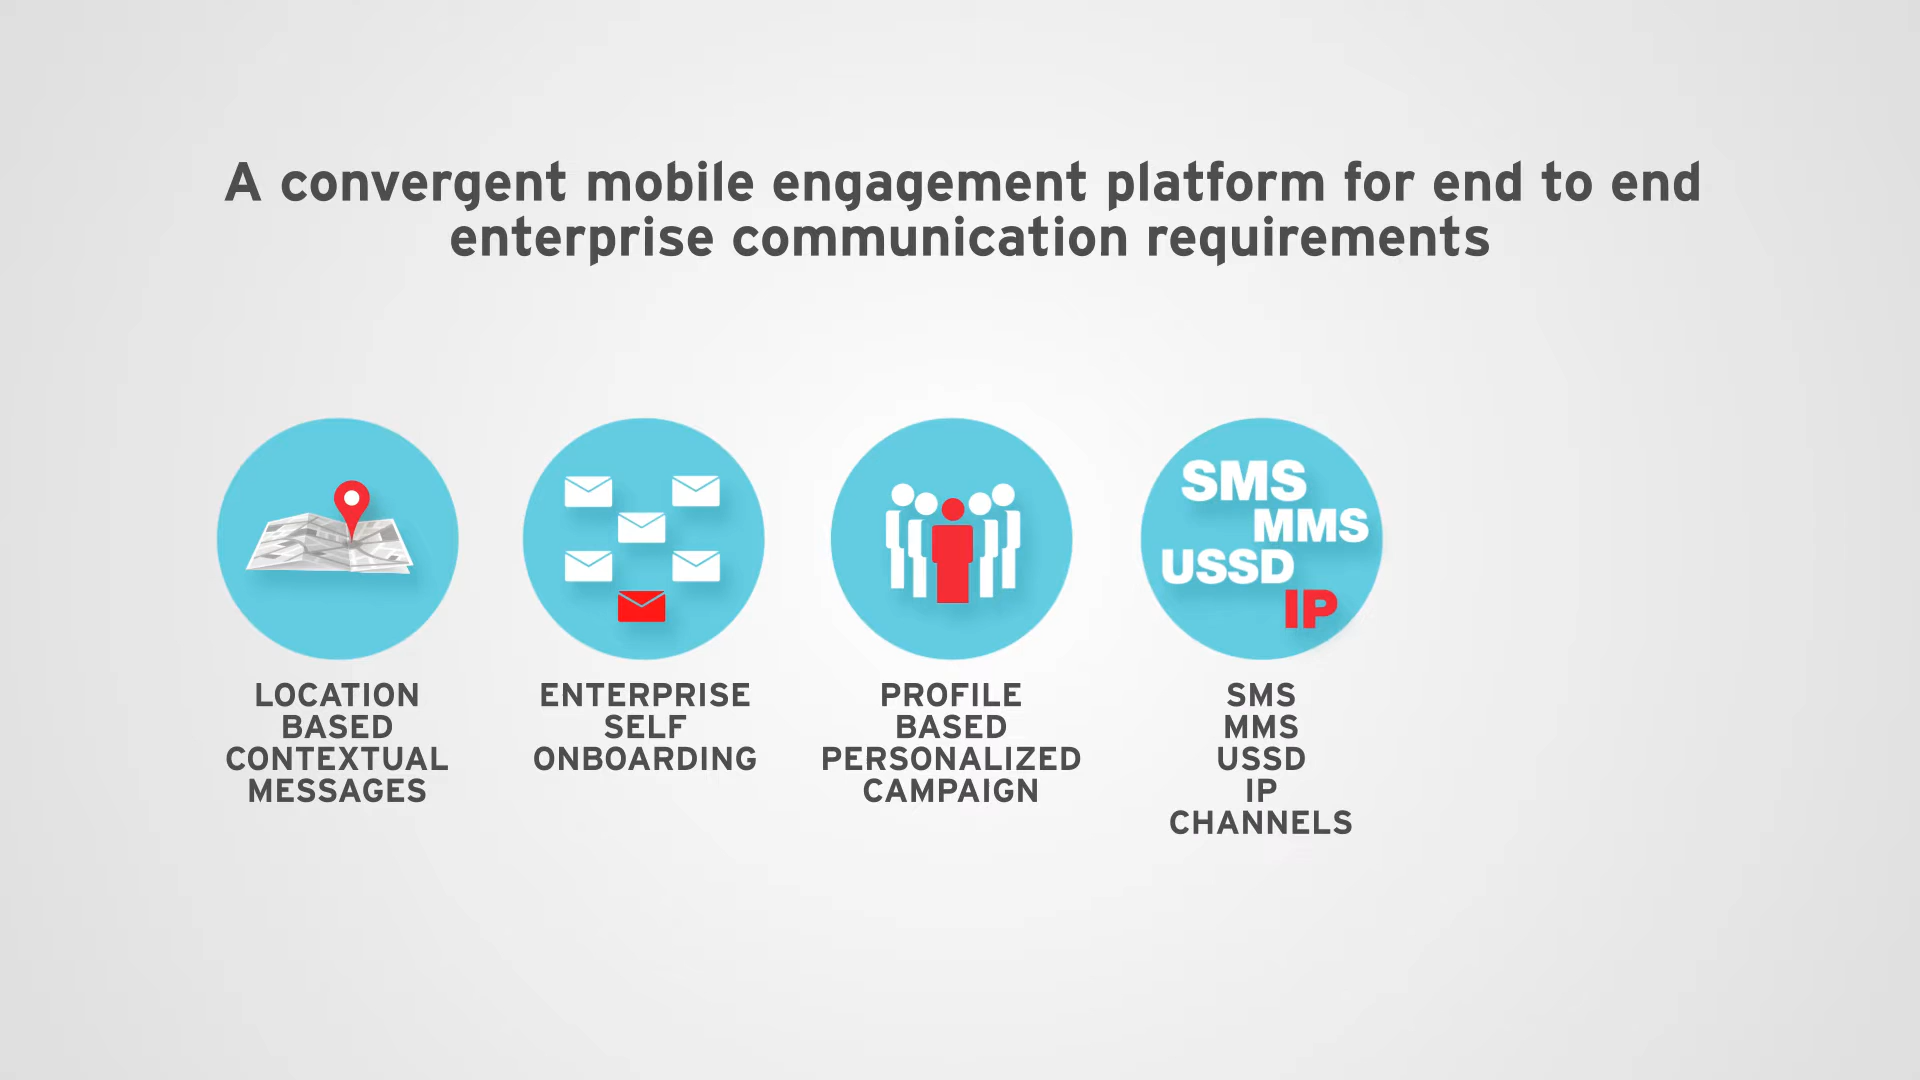 A convergent mobile engagement platform for end to end
enterprise communication requirements
SMS
MMS
USSD
IP
LOCATION
BASED
CONTEXTUAL
MESSAGES
ENTERPRISE
SELF
ONBOARDING
PROFILE
BASED
PERSONALIZED
CAMPAIGN
SMS
MMS
USSD
IP
CHANNELS